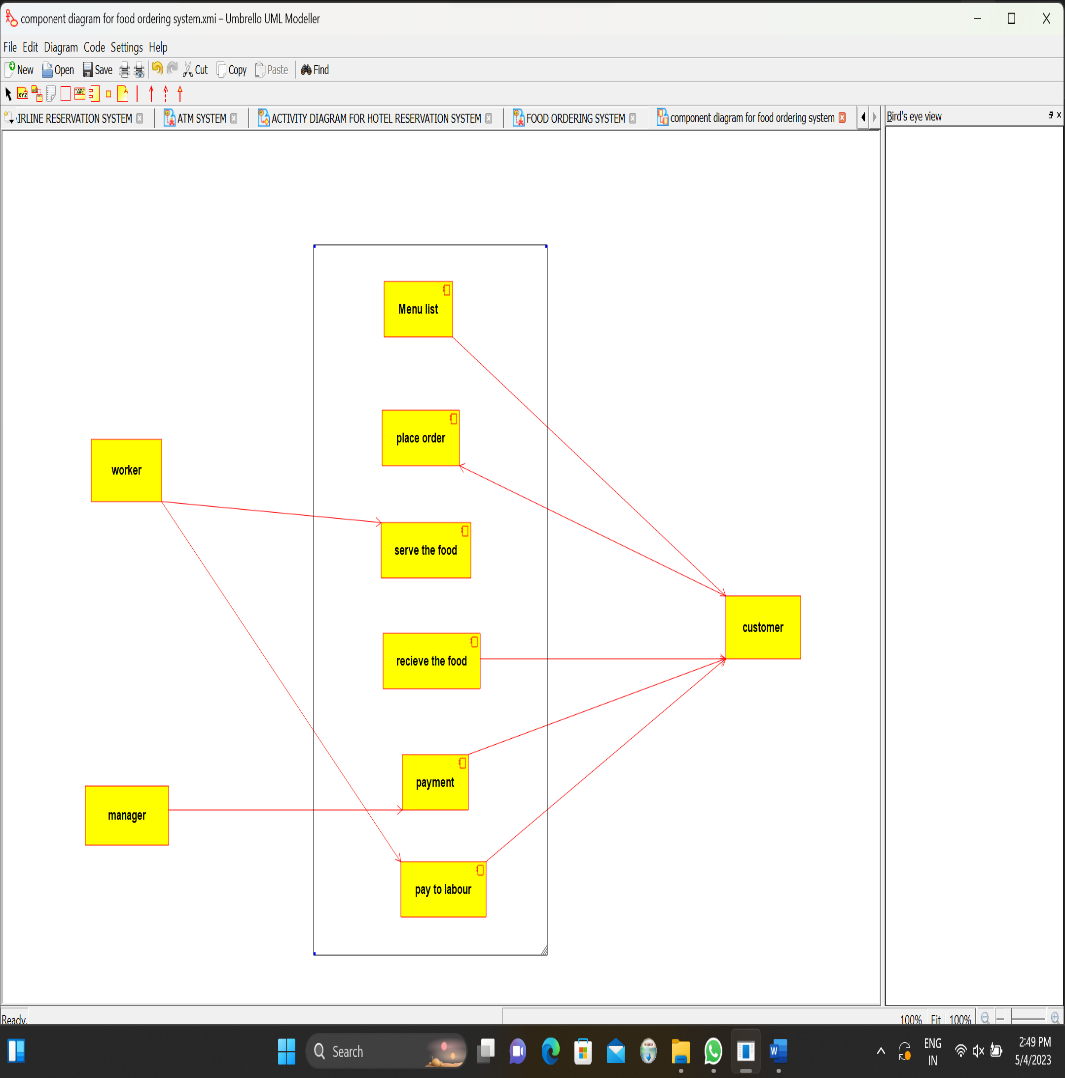 component diagram for food ordering system.xmi – Umbrello UML Modeller
File Edit Diagram Code Settings Help
New Open Save Cut Copy Paste Find
IRLINE RESERVATION SYSTEM ATM SYSTEM ACTIVITY DIAGRAM FOR HOTEL RESERVATION SYSTEM FOOD ORDERING SYSTEM component diagram for food ordering system Bird's eye view
Menu list
place order
worker
serve the food
customer
recieve the food
payment
manager
pay to labour
Ready. 100% Fit 100%
Search
ENG
IN
2:49 PM
5/4/2023